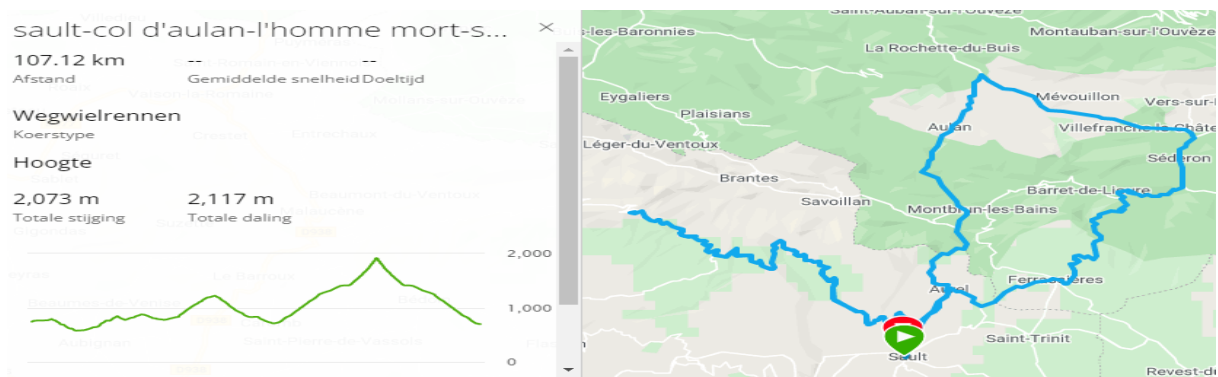 sault-col d'aulan-l'homme mort-s... ×
107.12 km -- --
Afstand Gemiddelde snelheid Doeltijd
Wegwielrennen
Koerstype
Hoogte
2,073 m 2,117 m
Totale stijging Totale daling
2,000
1,000
0
Saint-Auban-sur-l'Ouvèze
s-les-Baronnies
Montauban-sur-l'Ouvèze
La Rochette-du-Buis
Eygaliers
Mévouillon
Vers-sur-
Plaisians
Aulan
Villefranche-le-Châte
Léger-du-Ventoux
Séderon
Brantes
Barret-de-Lioure
Savoillan
Montbrun-les-Bains
Ferrassières
Aurel
Saint-Trinit
Sault
Revest-du